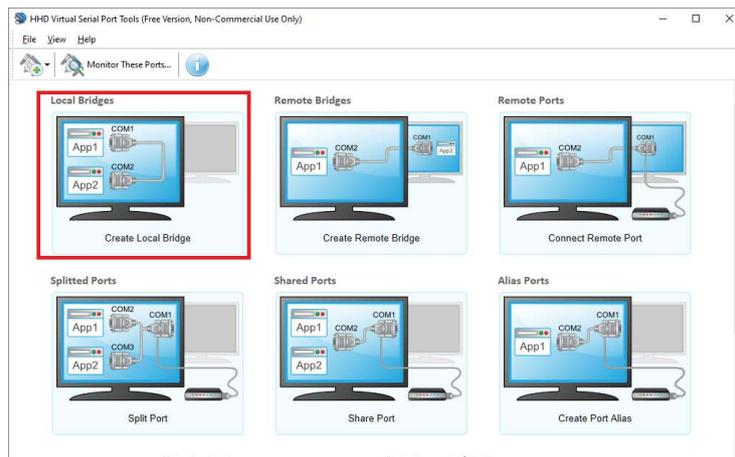 HHD Virtual Serial Port Tools (Free Version, Non-Commercial Use Only)
File View Help
Monitor These Ports...
Local Bridges Remote Bridges Remote Ports
COM1
App1
COM2
App2
Create Local Bridge
COM2
App1
COM1
App2
Create Remote Bridge
COM2
App1
COM1
Connect Remote Port
Splitted Ports Shared Ports Alias Ports
COM2
COM1
App1
COM3
App2
Split Port
COM1
App1
COM2
App2
Share Port
COM1
COM2
App1
Create Port Alias